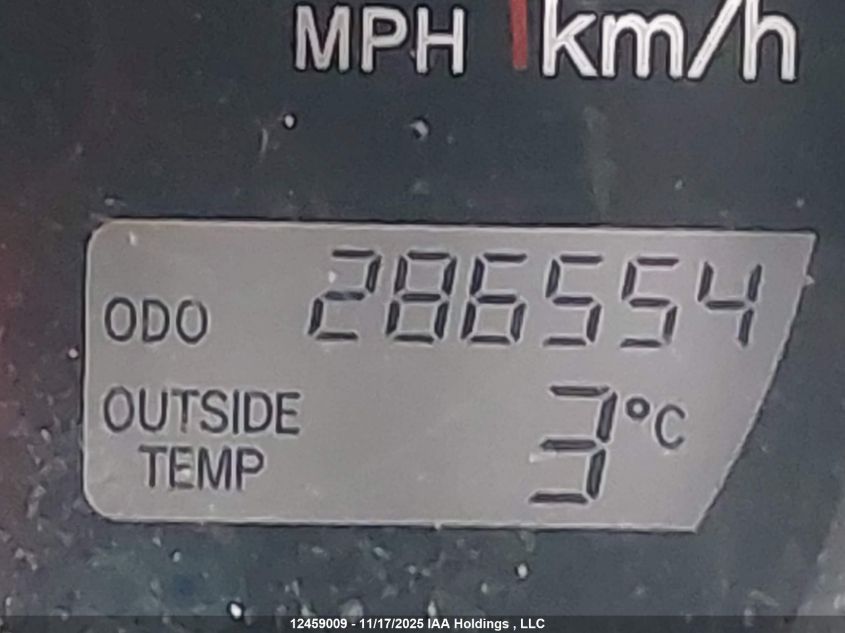 MPH km/h
ODO 286554
OUTSIDE TEMP 3°C
12459009 - 11/17/2025 IAA Holdings , LLC